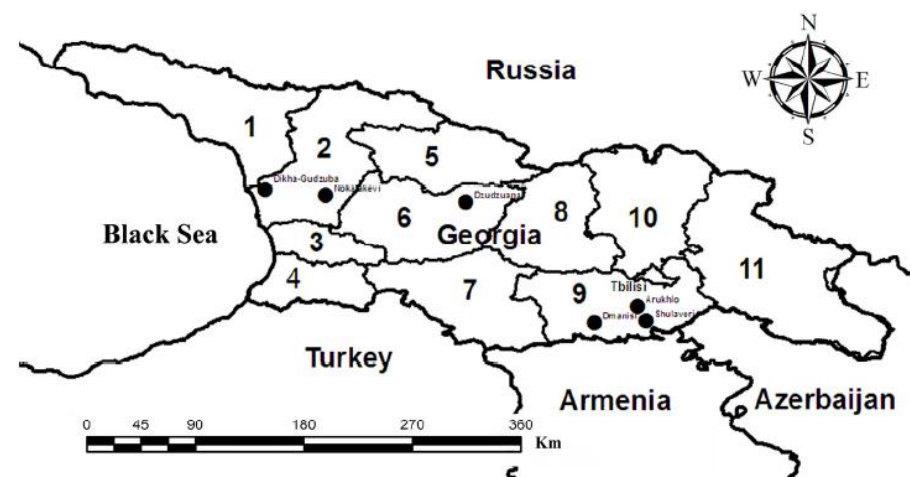 N
W E
S
Russia
1
2
5
Dikha-Gudzuba
Nokalakevi
Dzudzuana
Black Sea
3
6
Georgia
8
10
4
7
9
Tbilisi
11
Arukhlo
Dmanisi
Shulaveri
Turkey
Armenia
Azerbaijan
0 45 90 180 270 360
Km